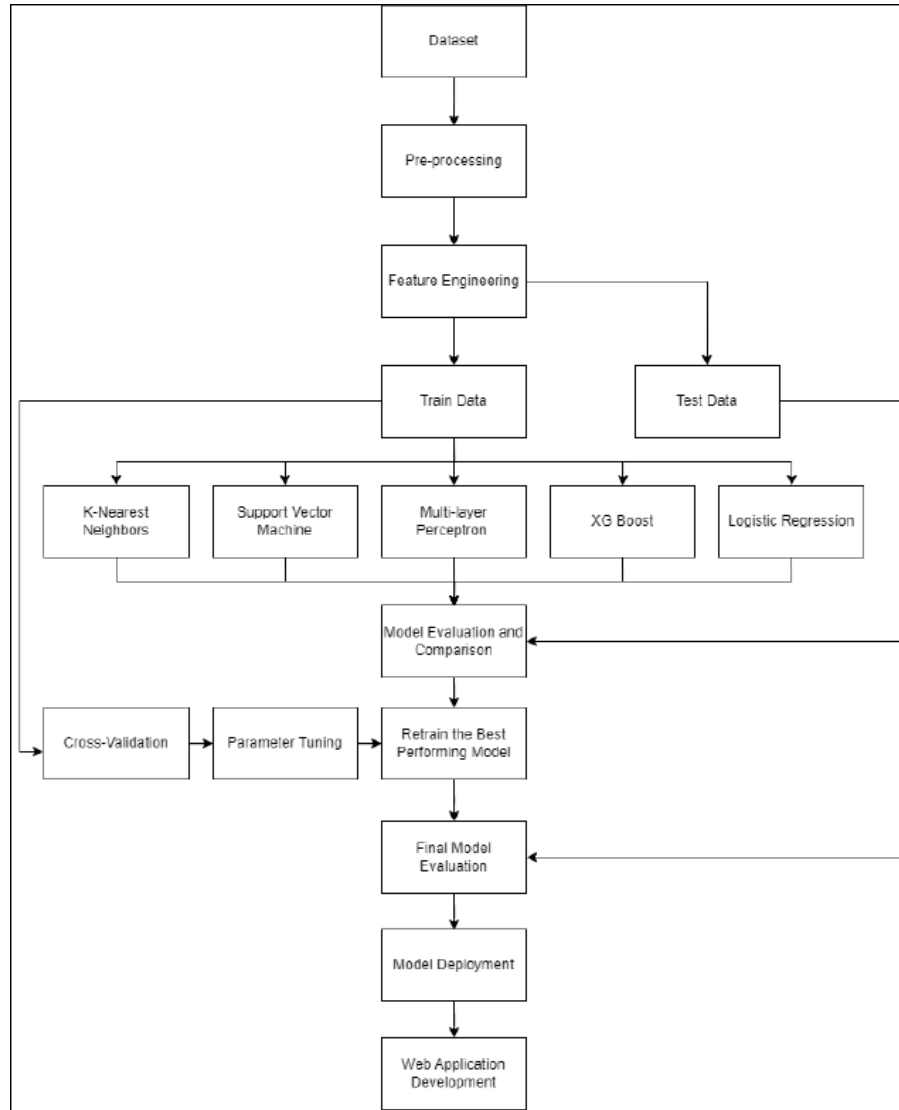 Dataset
Pre-processing
Feature Engineering
Train Data
Test Data
K-Nearest
Neighbors
Support Vector
Machine
Multi-layer
Perceptron
XG Boost
Logistic Regression
Model Evaluation and
Comparison
Cross-Validation
Parameter Tuning
Retrain the Best
Performing Model
Final Model
Evaluation
Model Deployment
Web Application
Development